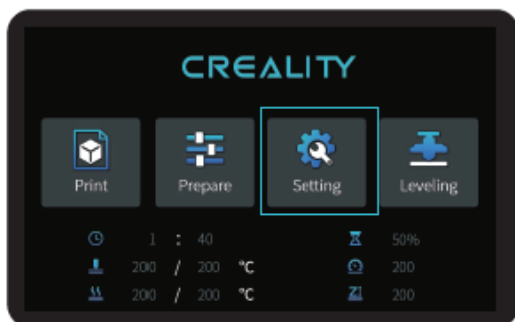 CREALITY
Print Prepare Setting Leveling
1 : 40 50%
200 / 200 °C 200
200 / 200 °C Z 200